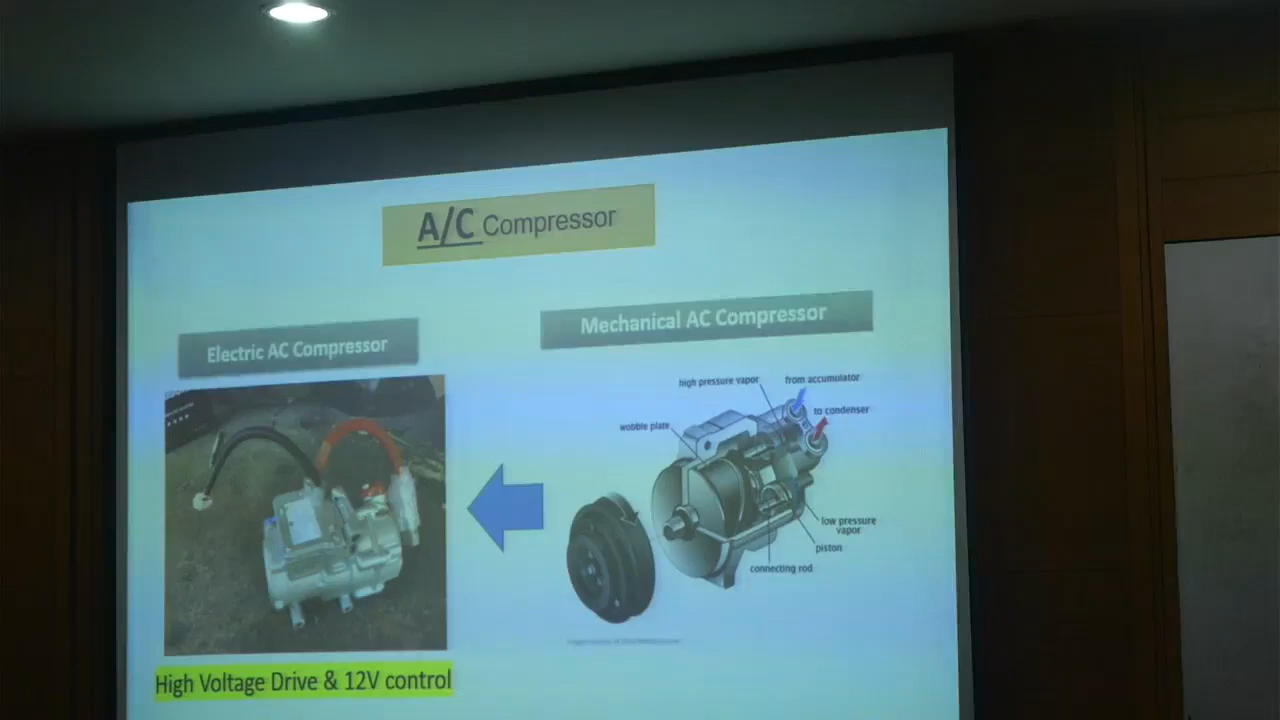 A/C Compressor
Electric AC Compressor
Mechanical AC Compressor
high pressure vapor
from accumulator
to condenser
wobble plate
low pressure
vapor
piston
connecting rod
High Voltage Drive & 12V control